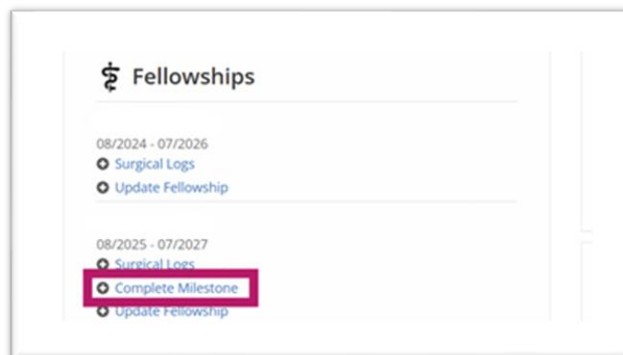 Fellowships
08/2024 - 07/2026
Surgical Logs
Update Fellowship
08/2025 - 07/2027
Surgical Logs
Complete Milestone
Update Fellowship